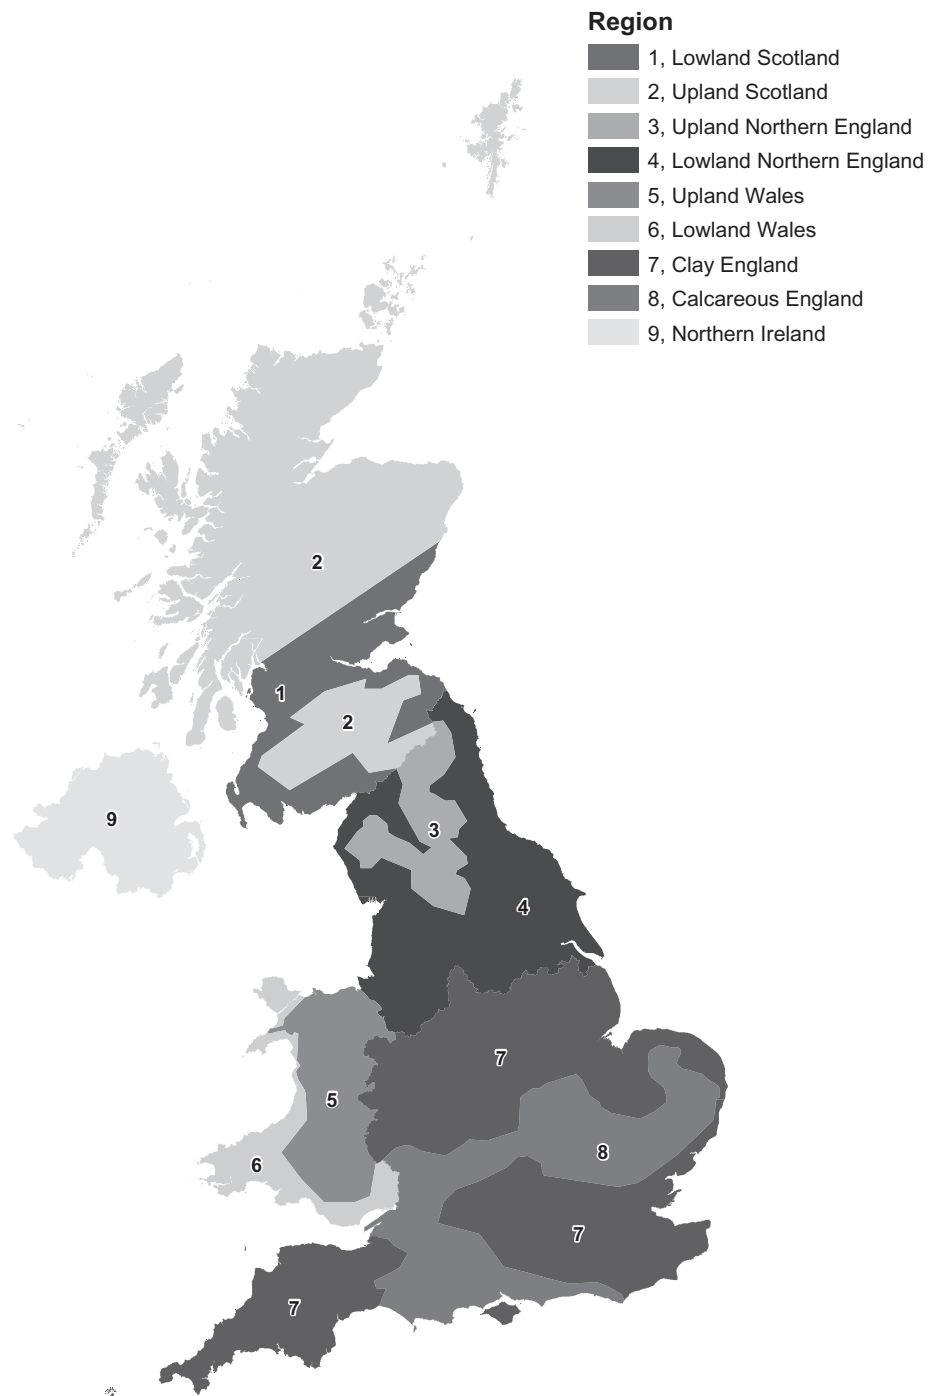 Region
1, Lowland Scotland
2, Upland Scotland
3, Upland Northern England
4, Lowland Northern England
5, Upland Wales
6, Lowland Wales
7, Clay England
8, Calcareous England
9, Northern Ireland
2
1
2
9
3
4
7
5
8
6
7
7